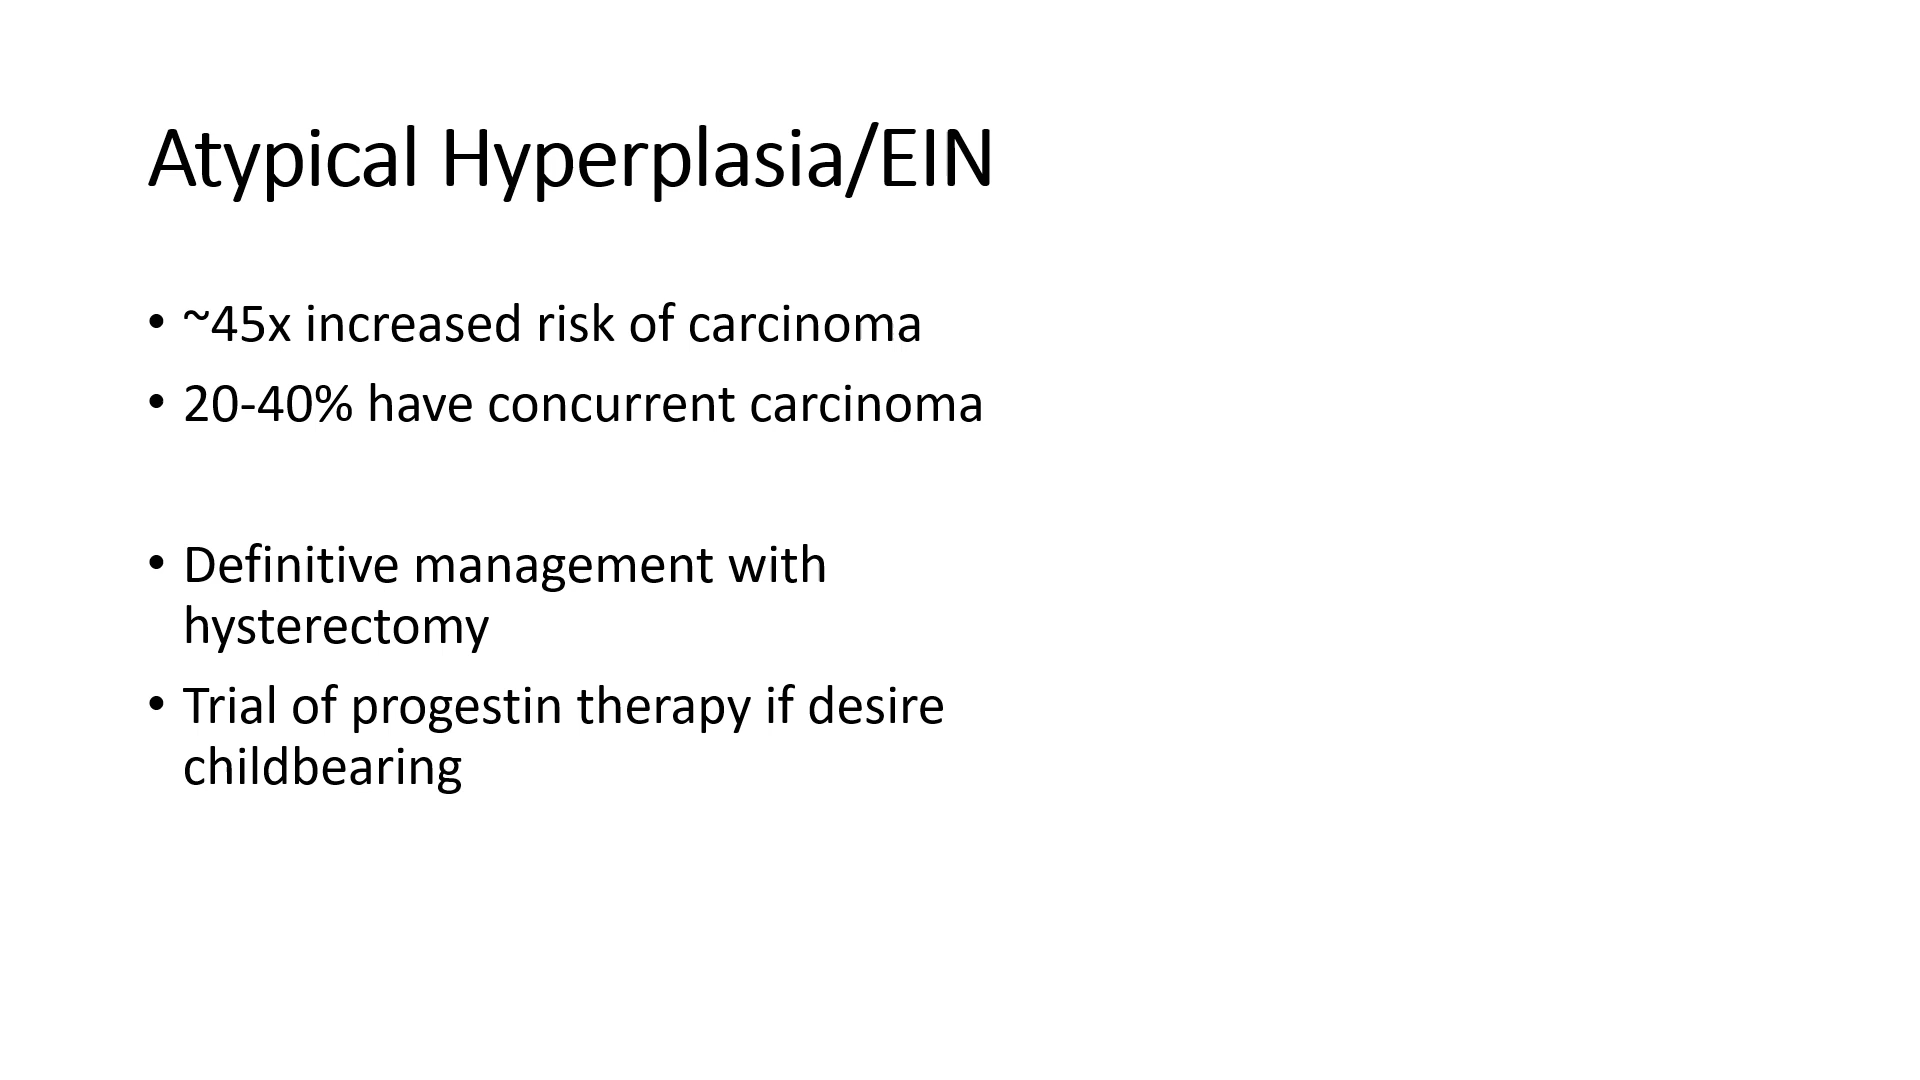 Atypical Hyperplasia/EIN
• ~45x increased risk of carcinoma
• 20-40% have concurrent carcinoma
• Definitive management with
hysterectomy
• Trial of progestin therapy if desire
childbearing